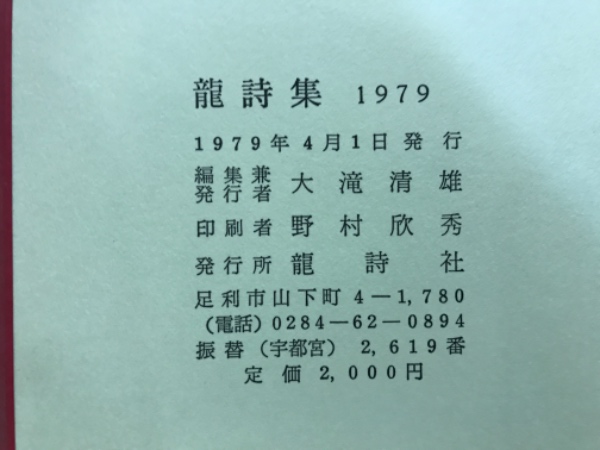 龍詩集 1979
1979年4月1日発行
編集兼発行者 大滝清雄
印刷者 野村欣秀
発行所 龍詩社
足利市山下町4—1,780
（電話）0284—62—0894
振替（宇都宮） 2,619番
定価 2,000円